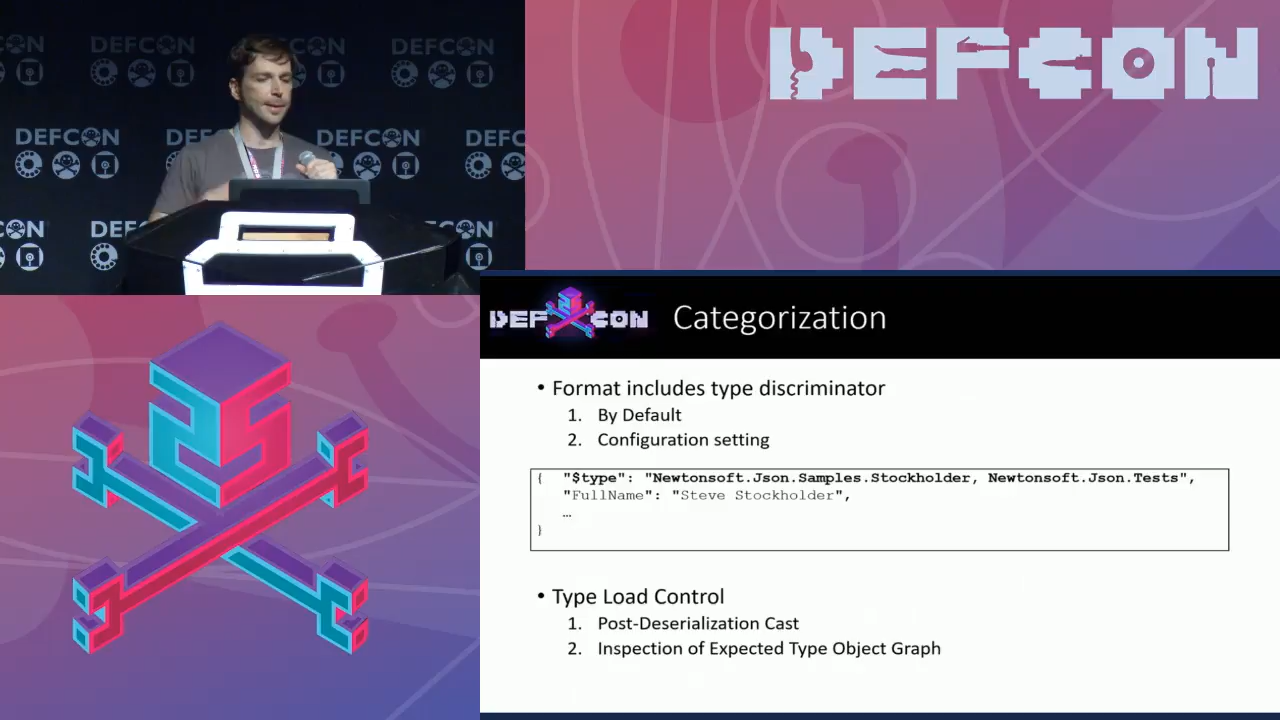 DEFCON
DEFCON
DEFCON
DEFCON
DEFCON
DEFCON
DEFCON
DEFCON
DEFCON
DEFCON
DEF CON
Categorization
• Format includes type discriminator
1. By Default
2. Configuration setting
{ "$type": "Newtonsoft.Json.Samples.Stockholder, Newtonsoft.Json.Tests",
"FullName": "Steve Stockholder",
…
}
• Type Load Control
1. Post-Deserialization Cast
2. Inspection of Expected Type Object Graph